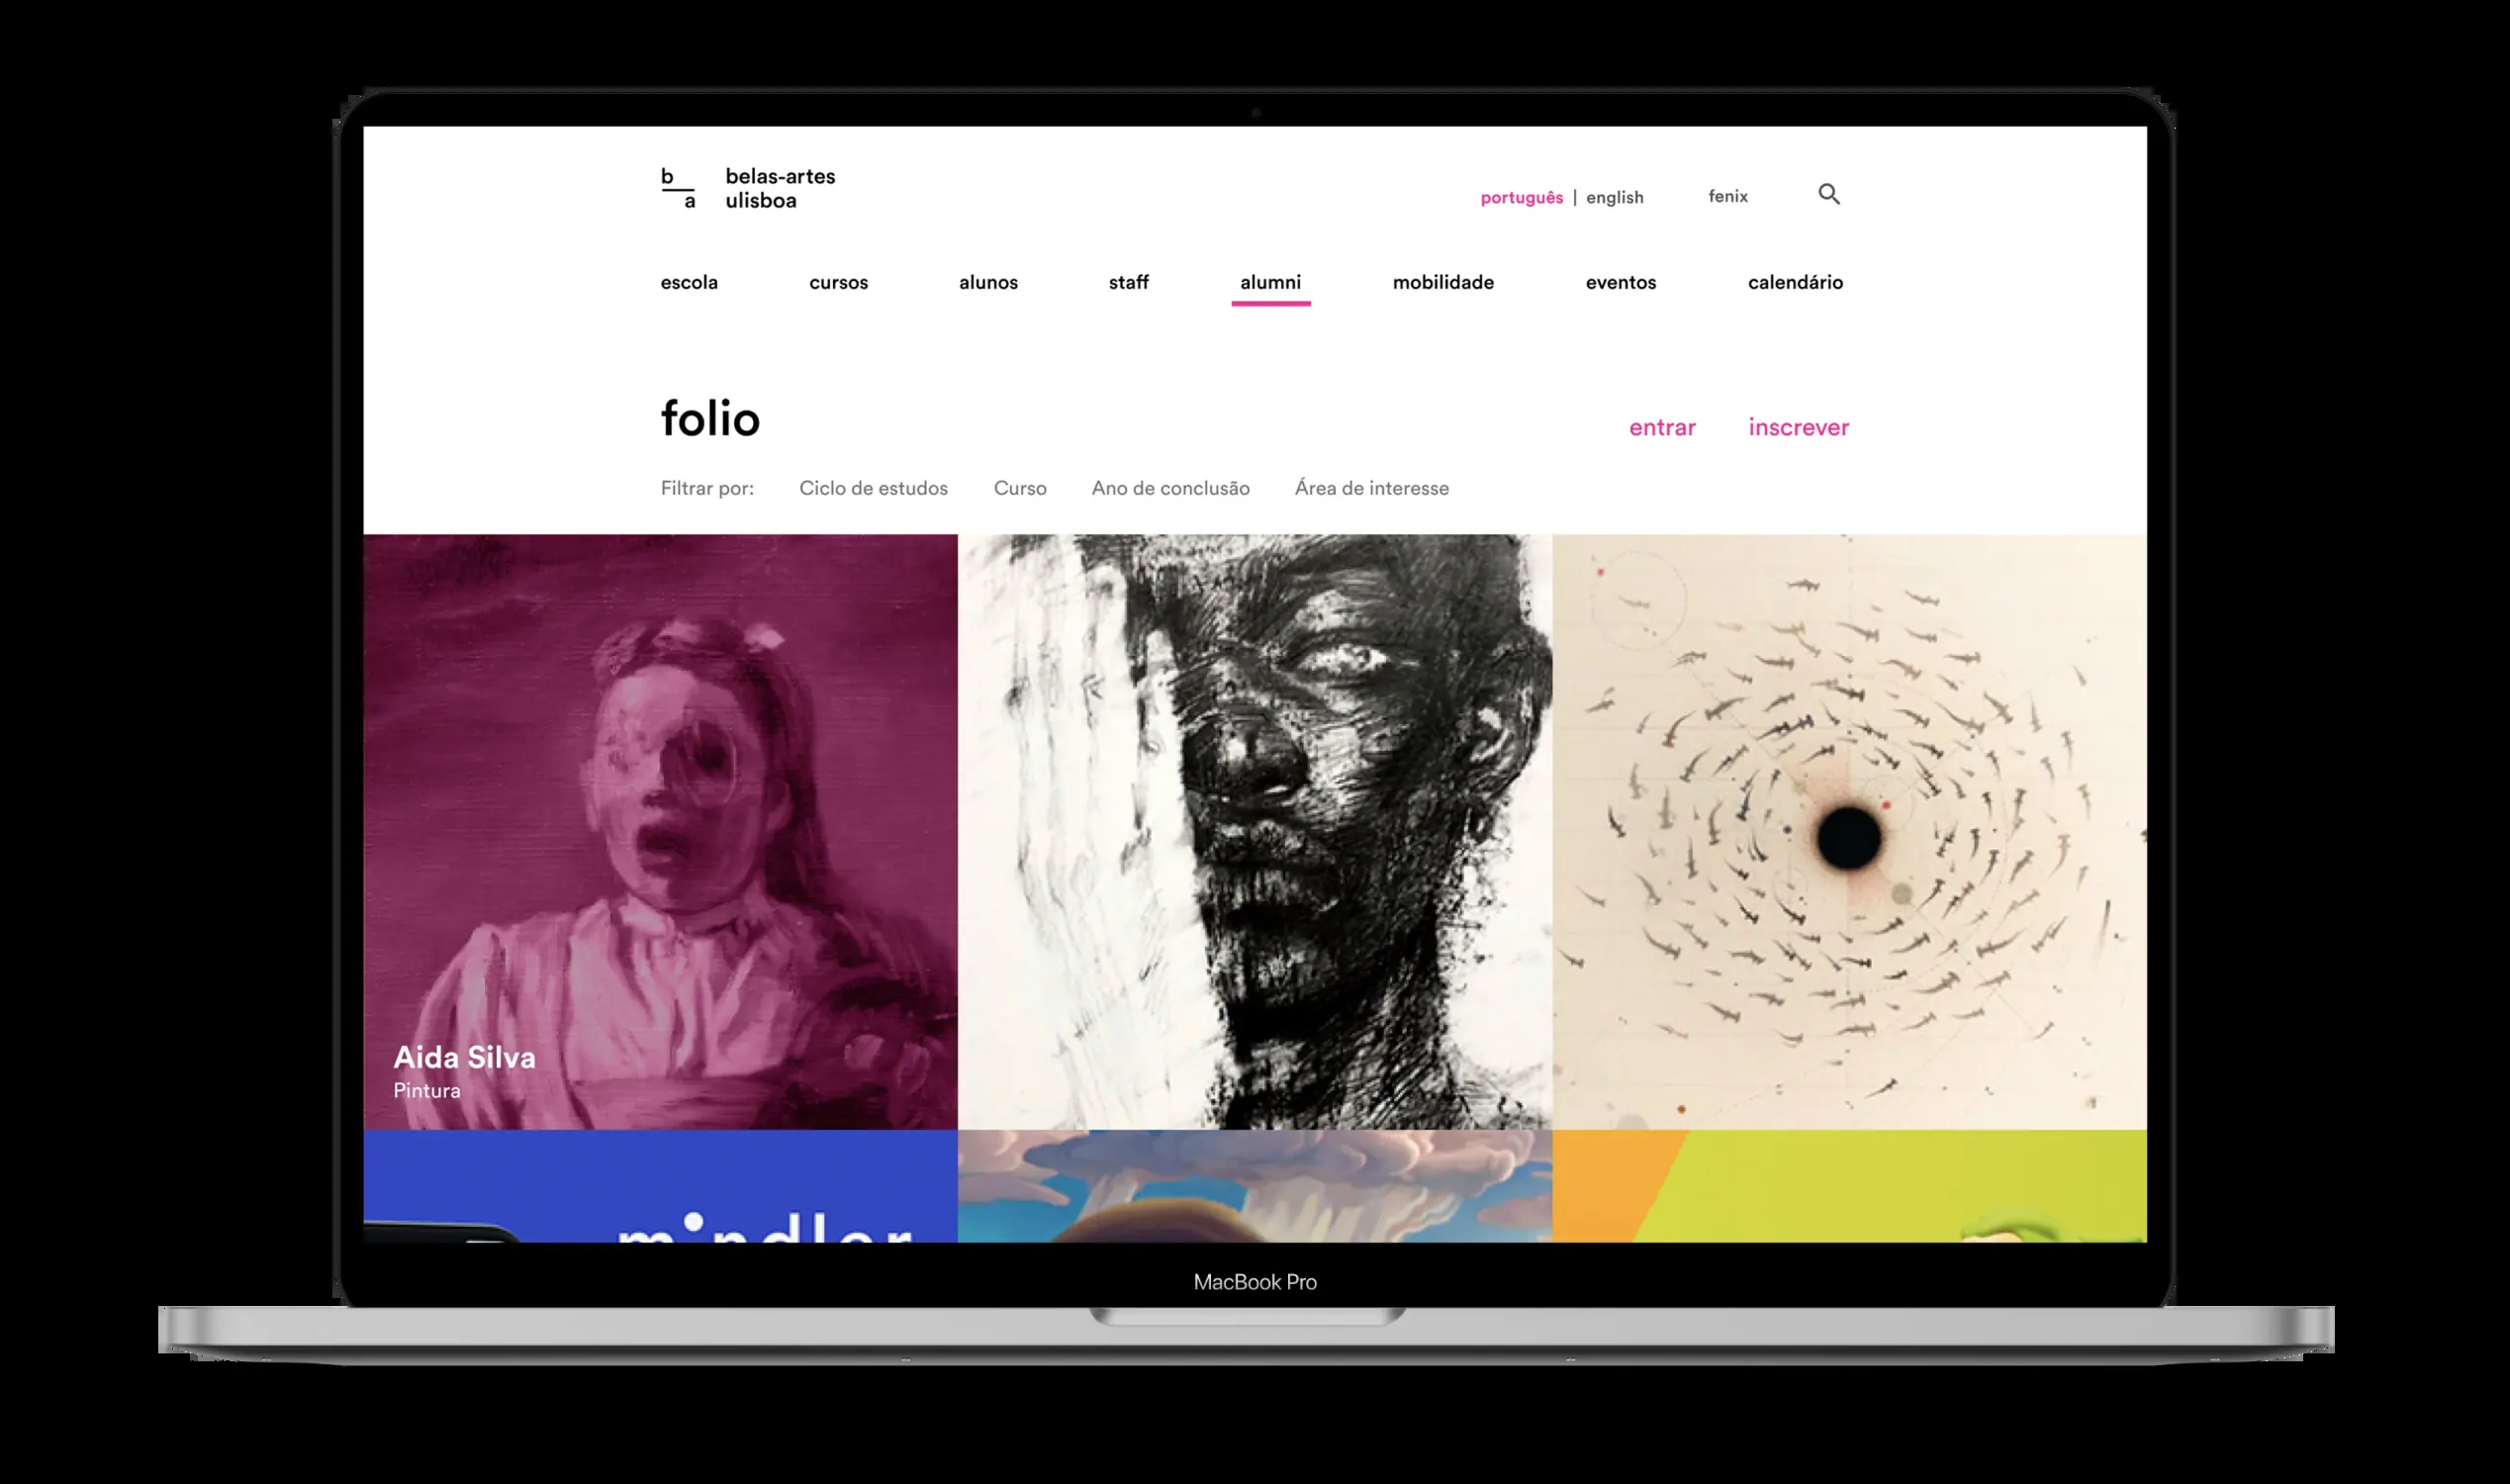 b
a
belas-artes
ulisboa
português | english
fenix
escola
cursos
alunos
staff
alumni
mobilidade
eventos
calendário
folio
entrar
inscrever
Filtrar por:
Ciclo de estudos
Curso
Ano de conclusão
Área de interesse
Aida Silva
Pintura
mindler
MacBook Pro